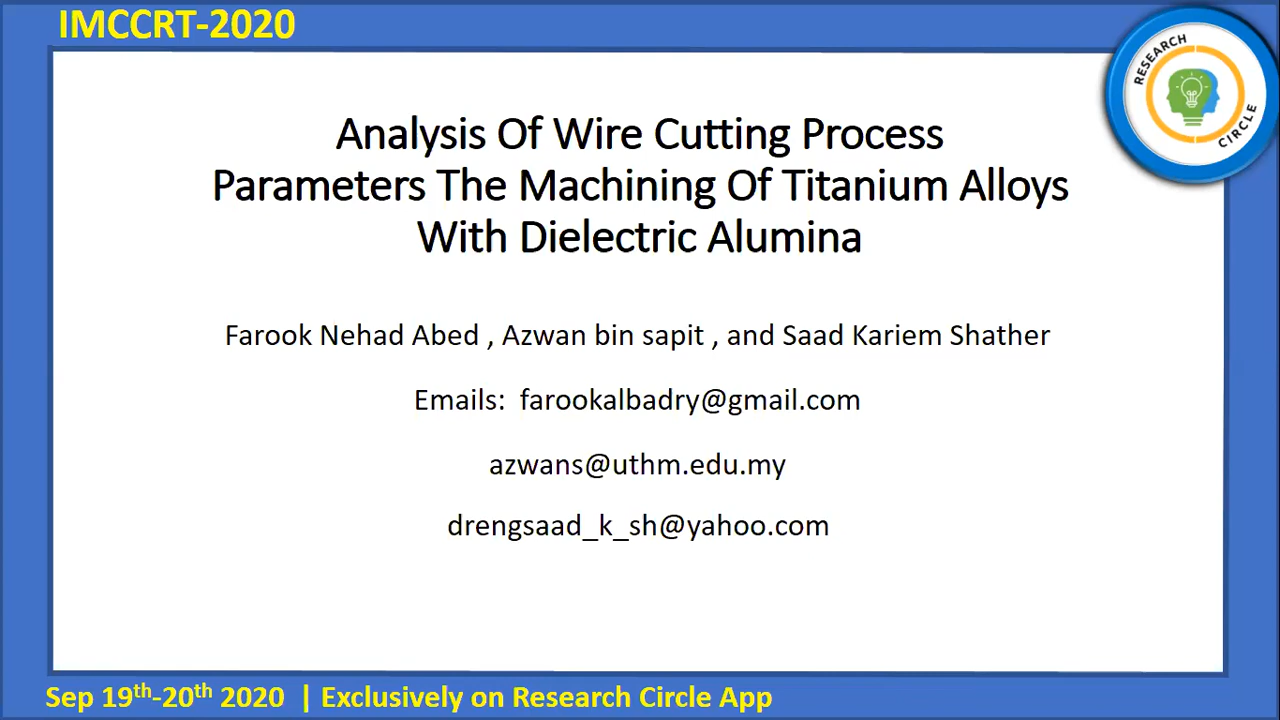 IMCCRT-2020
RESEARCH
CIRCLE
Analysis Of Wire Cutting Process
Parameters The Machining Of Titanium Alloys
With Dielectric Alumina
Farook Nehad Abed , Azwan bin sapit , and Saad Kariem Shather
Emails: farookalbadry@gmail.com
azwans@uthm.edu.my
drengsaad_k_sh@yahoo.com
Sep 19th-20th 2020 | Exclusively on Research Circle App